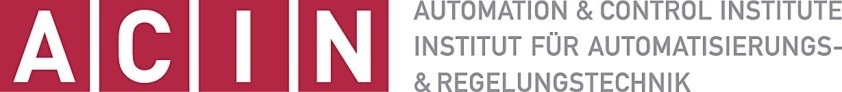 ACIN
AUTOMATION & CONTROL INSTITUTE
INSTITUT FÜR AUTOMATISIERUNGS-
& REGELUNGSTECHNIK